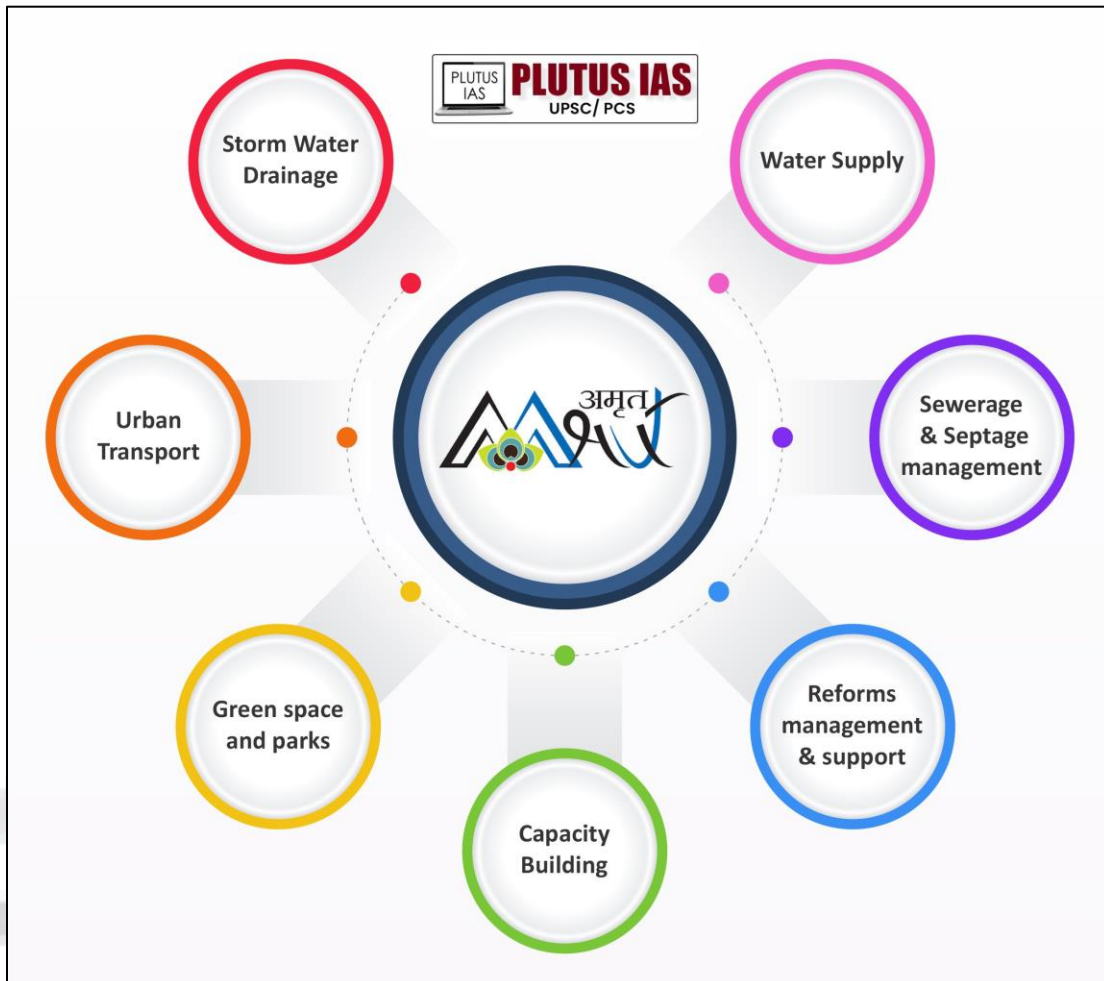 PLUTUS
IAS
PLUTUS IAS
UPSC/ PCS
Storm Water
Drainage
Water Supply
अमृत
Urban
Transport
Sewerage
& Septage
management
Green space
and parks
Reforms
management
& support
Capacity
Building